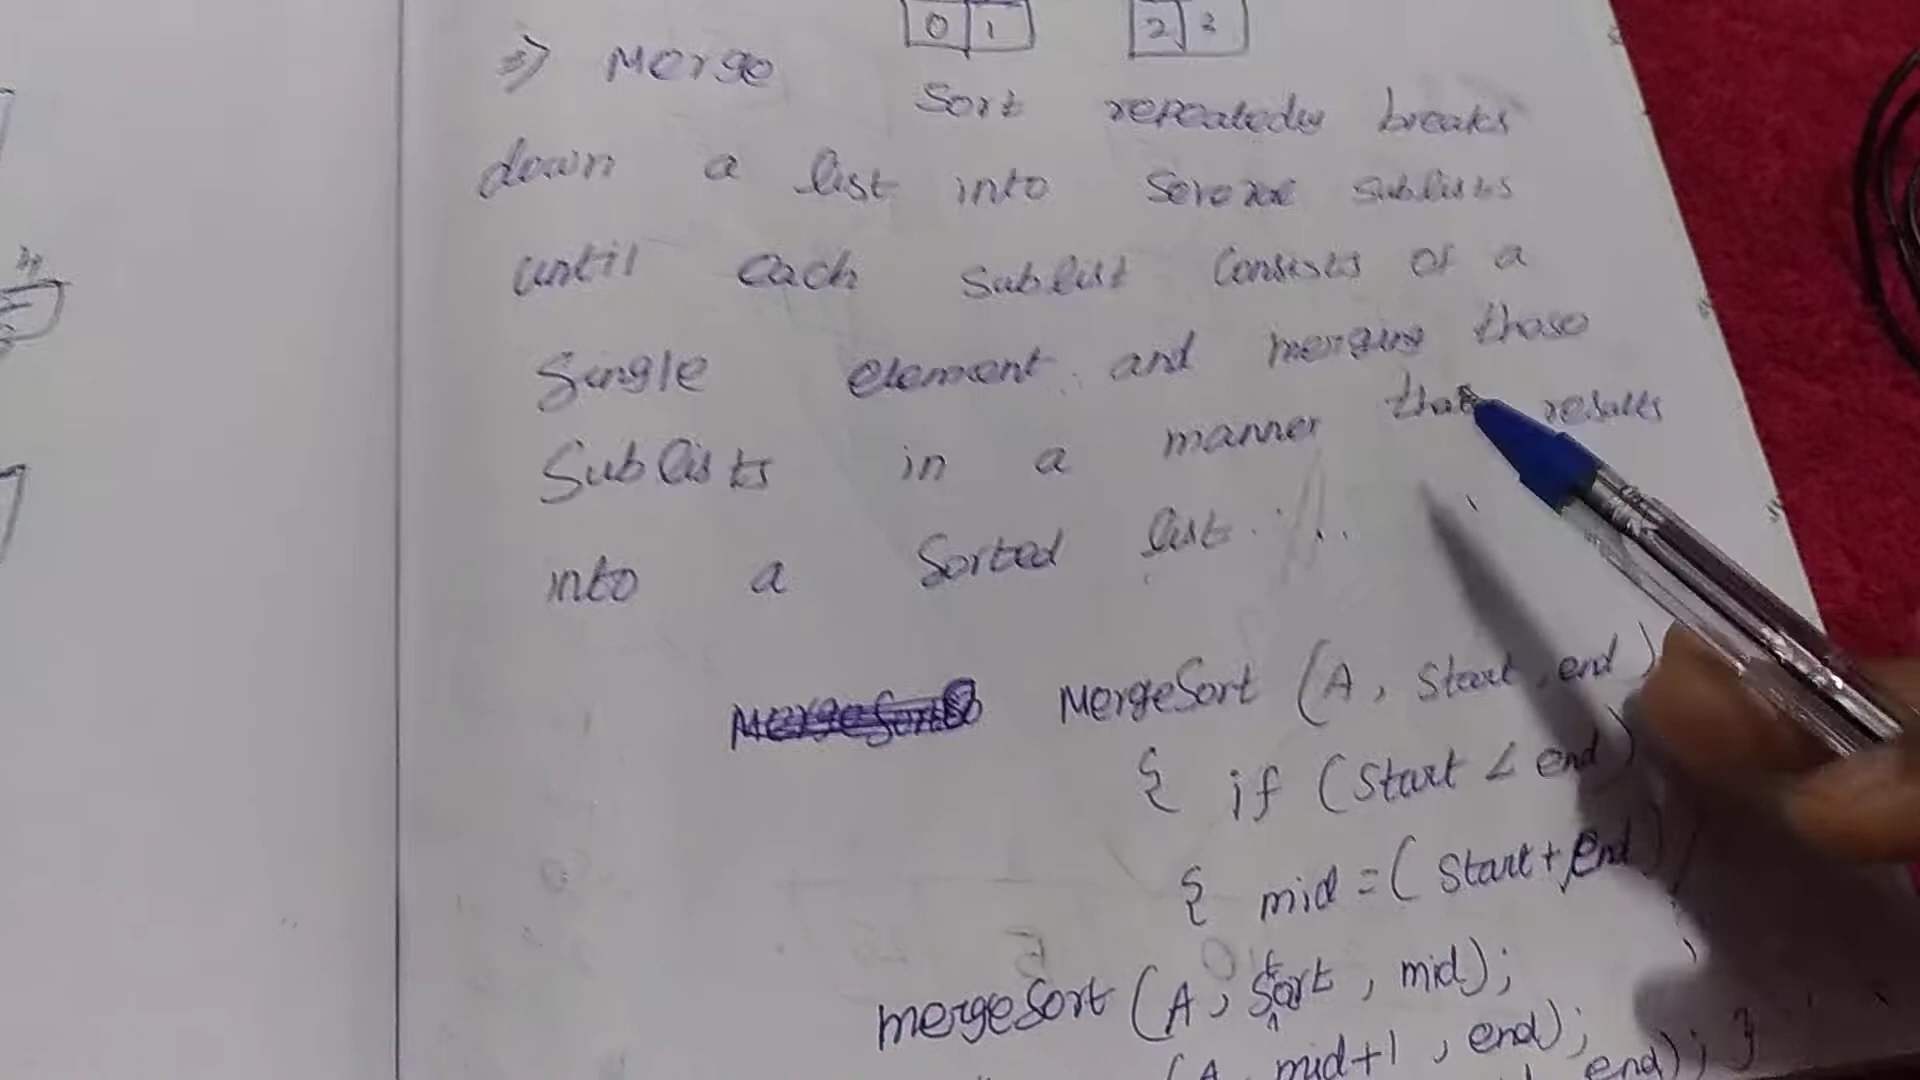 0 1 2 3
=> Merge Sort repeatedly breaks
down a list into several sublists
until each sublist consists of a
Single element and merging those
Sublists in a manner that results
into a Sorted list.
MergeSort MergeSort (A, Start, end)
{ if (Start < end)
{ mid = (Start + End)
mergeSort (A, Start, mid);
(A, mid+1, end);
end); }